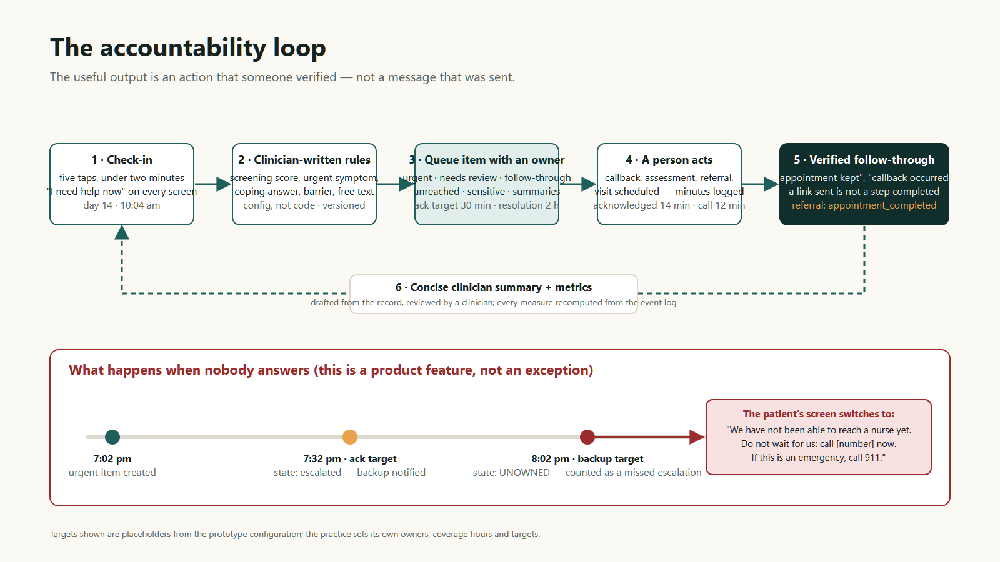 The accountability loop
The useful output is an action that someone verified — not a message that was sent.
1 · Check-in
five taps, under two minutes
"I need help now" on every screen
day 14 · 10:04 am
2 · Clinician-written rules
screening score, urgent symptom,
coping answer, barrier, free text
config, not code · versioned
3 · Queue item with an owner
urgent · needs review · follow-through
unreached · sensitive · summaries
ack target 30 min · resolution 2 h
4 · A person acts
callback, assessment, referral,
visit scheduled — minutes logged
acknowledged 14 min · call 12 min
5 · Verified follow-through
appointment kept", "callback occurred
a link sent is not a step completed
referral: appointment_completed
6 · Concise clinician summary + metrics
drafted from the record, reviewed by a clinician; every measure recomputed from the event log
What happens when nobody answers (this is a product feature, not an exception)
7:02 pm
urgent item created
7:32 pm · ack target
state: escalated — backup notified
8:02 pm · backup target
state: UNOWNED — counted as a missed escalation
The patient's screen switches to:
"We have not been able to reach a nurse yet.
Do not wait for us: call [number] now.
If this is an emergency, call 911."
Targets shown are placeholders from the prototype configuration; the practice sets its own owners, coverage hours and targets.